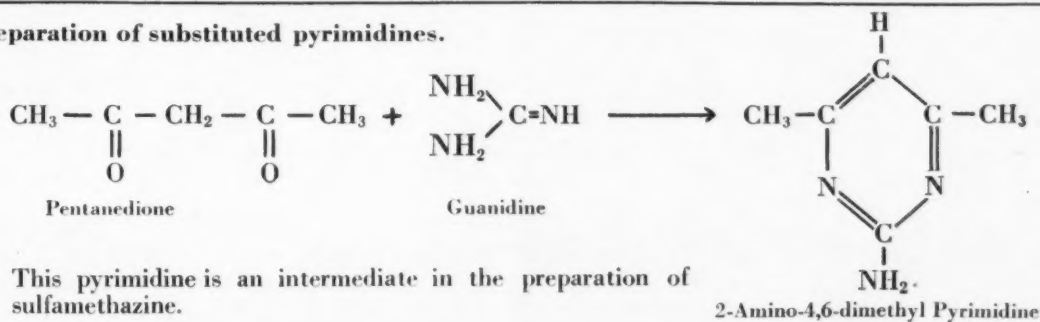 eparation of substituted pyrimidines.
CH₃ — C — CH₂ — C — CH₃ + NH₂ NH₂ C=NH ⟶ H C CH₃ — C C — CH₃ N N C NH₂.
O O
Pentanedione Guanidine
This pyrimidine is an intermediate in the preparation of
sulfamethazine.
2-Amino-4,6-dimethyl Pyrimidine